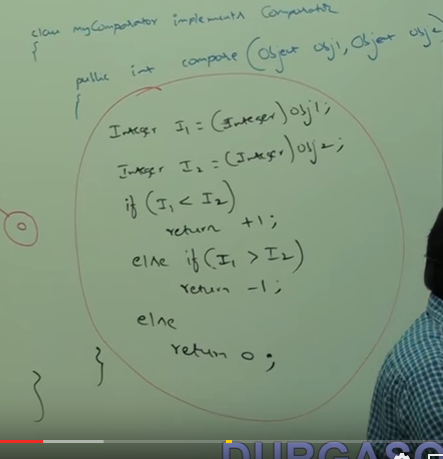 class myComparator implements Comparator
{
public int compare(Object obj1, Object obj2)
{
Integer I1 = (Integer)obj1;
Integer I2 = (Integer)obj2;
if (I1 < I2)
return +1;
else if (I1 > I2)
return -1;
else
return 0;
}
}
DURGASO